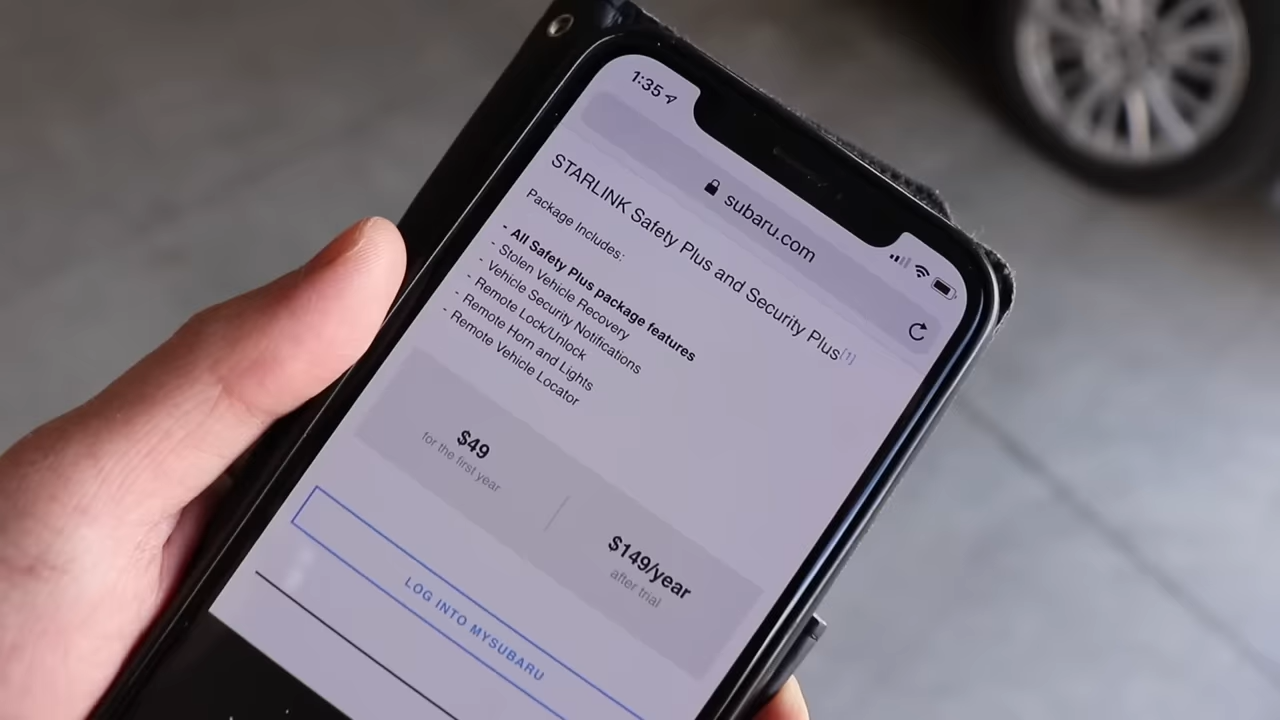 1:35
subaru.com
STARLINK Safety Plus and Security Plus[1]
Package Includes:
- All Safety Plus package features
- Stolen Vehicle Recovery
- Vehicle Security Notifications
- Remote Lock/Unlock
- Remote Horn and Lights
- Remote Vehicle Locator
$49
for the first year
$149/year
after trial
LOG INTO MYSUBARU